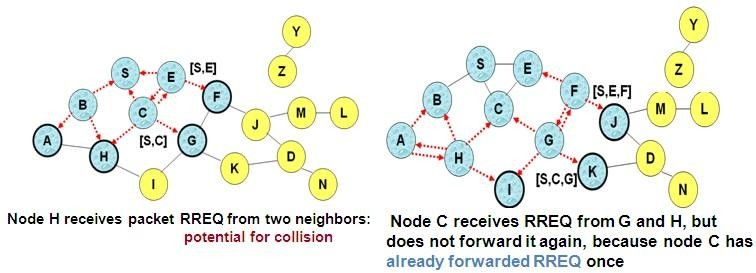 Y
Z
S
E
[S,E]
F
B
C
M
L
J
A
[S,C]
G
H
D
K
I
N
Node H receives packet RREQ from two neighbors:
potential for collision
Y
Z
S
E
F
[S,E,F]
B
C
M
L
J
A
G
H
D
[S,C,G]
K
I
N
Node C receives RREQ from G and H, but
does not forward it again, because node C has
already forwarded RREQ once